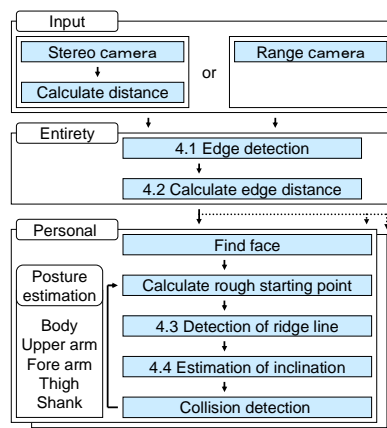 Input
Stereo camera
or
Range camera
Calculate distance
Entirety
4.1 Edge detection
4.2 Calculate edge distance
Personal
Find face
Posture
estimation
Calculate rough starting point
Body
Upper arm
Fore arm
Thigh
Shank
4.3 Detection of ridge line
4.4 Estimation of inclination
Collision detection